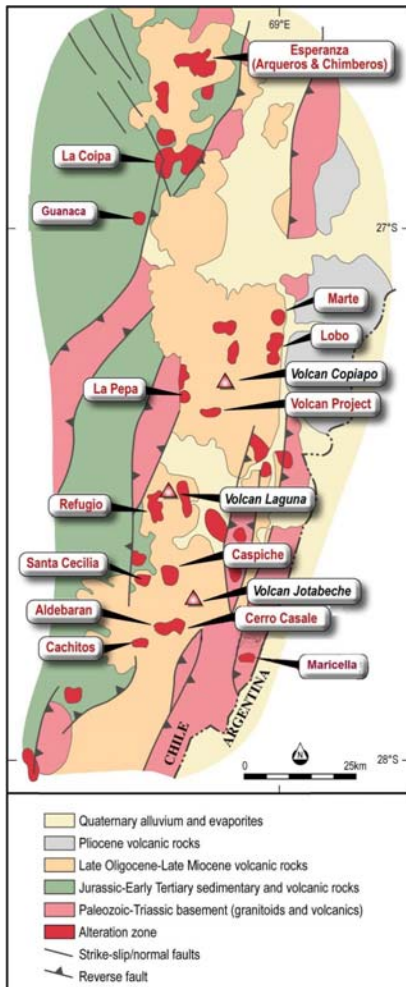 69°E
Esperanza
(Arqueros & Chimberos)
La Coipa
Guanaca
27°S
Marte
Lobo
Volcan Copiapo
La Pepa
Volcan Project
Volcan Laguna
Refugio
Santa Cecilia
Caspiche
Volcan Jotabeche
Aldebaran
Cerro Casale
Cachitos
Maricella
CHILE
ARGENTINA
N
0 25km
28°S
Quaternary alluvium and evaporites
Pliocene volcanic rocks
Late Oligocene-Late Miocene volcanic rocks
Jurassic-Early Tertiary sedimentary and volcanic rocks
Paleozoic-Triassic basement (granitoids and volcanics)
Alteration zone
Strike-slip/normal faults
Reverse fault